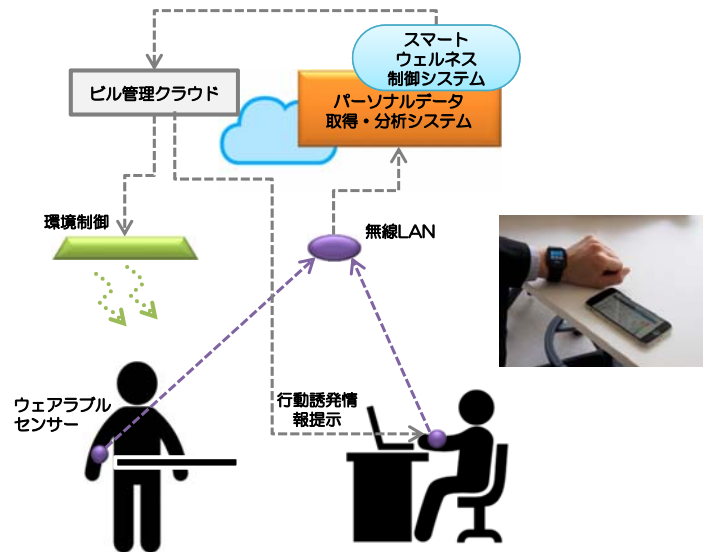 スマート
ウェルネス
制御システム
ビル管理クラウド
パーソナルデータ
取得・分析システム
環境制御
無線LAN
ウェアラブル
センサー
行動誘発情
報提示